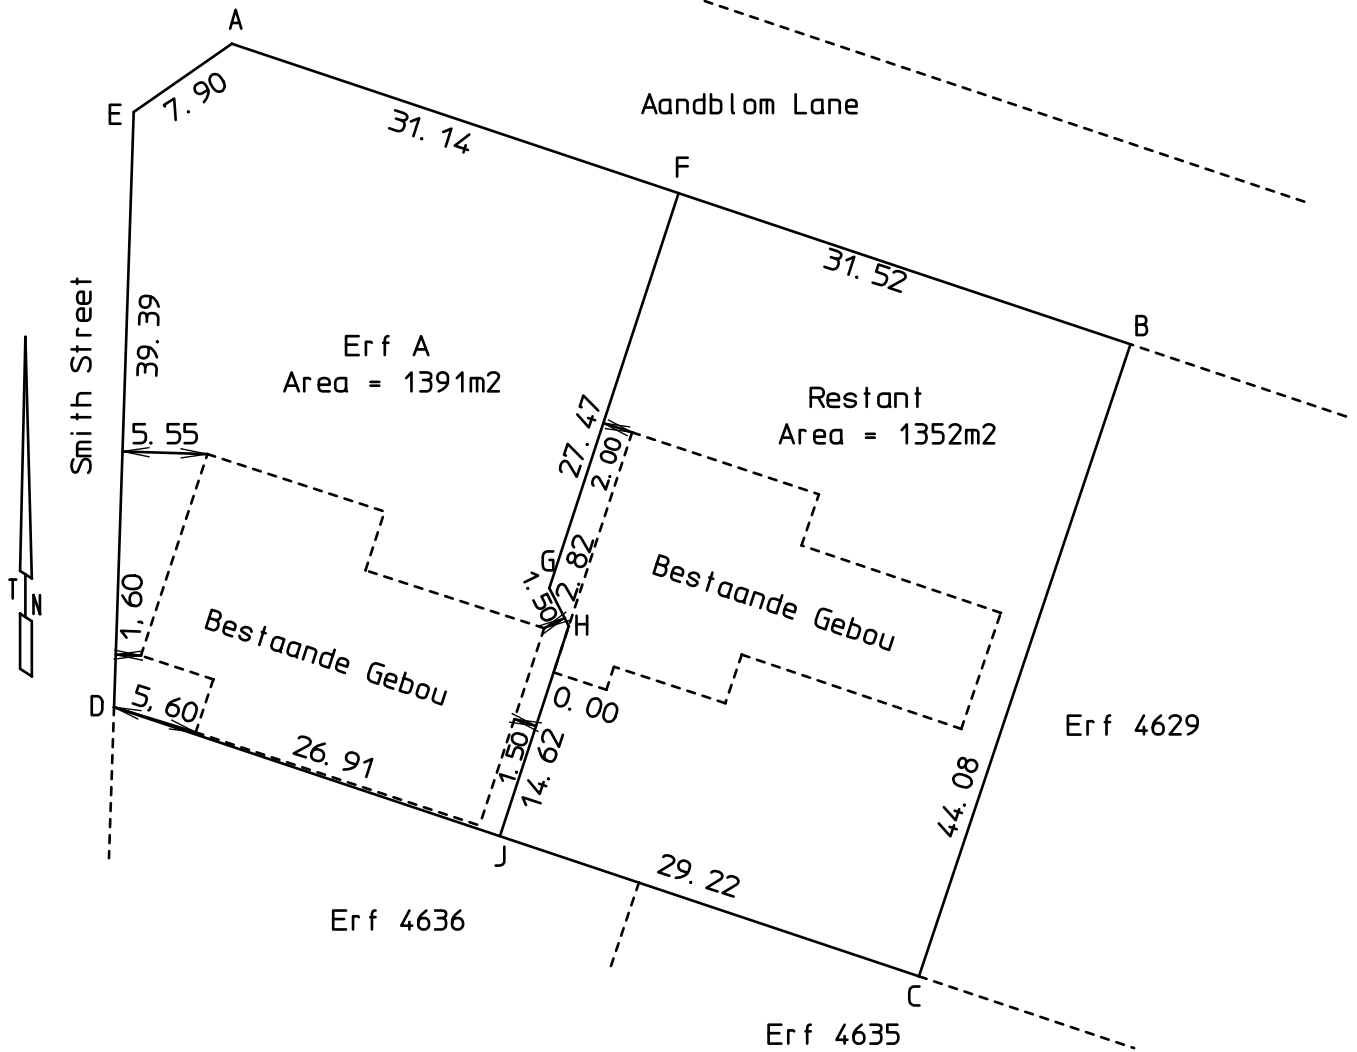 A
E
7.90
31.14
Aandblom Lane
F
31.52
B
Smith Street
39.39
Erf A
Area = 1391m2
Restant
Area = 1352m2
5.55
27.47
2.00
G
2.82
1.50
H
T N
1.60
Bestaande Gebou
Bestaande Gebou
D
5.60
0.00
26.91
1.50
14.62
Erf 4629
44.08
J
29.22
Erf 4636
C
Erf 4635